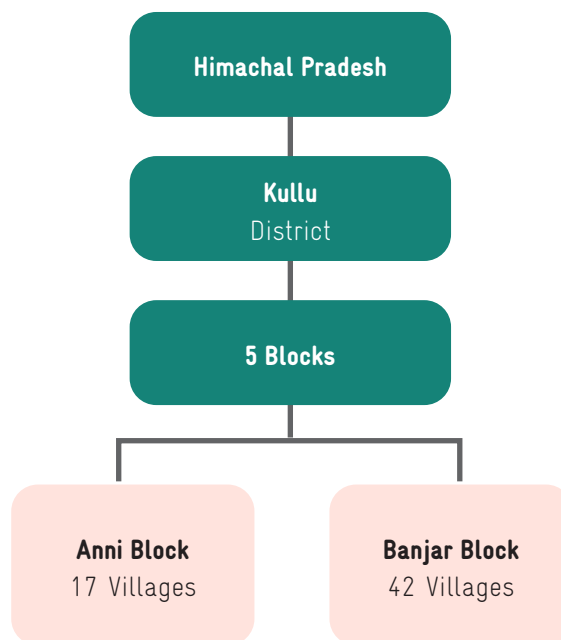 Himachal Pradesh
Kullu
District
5 Blocks
Anni Block
17 Villages
Banjar Block
42 Villages